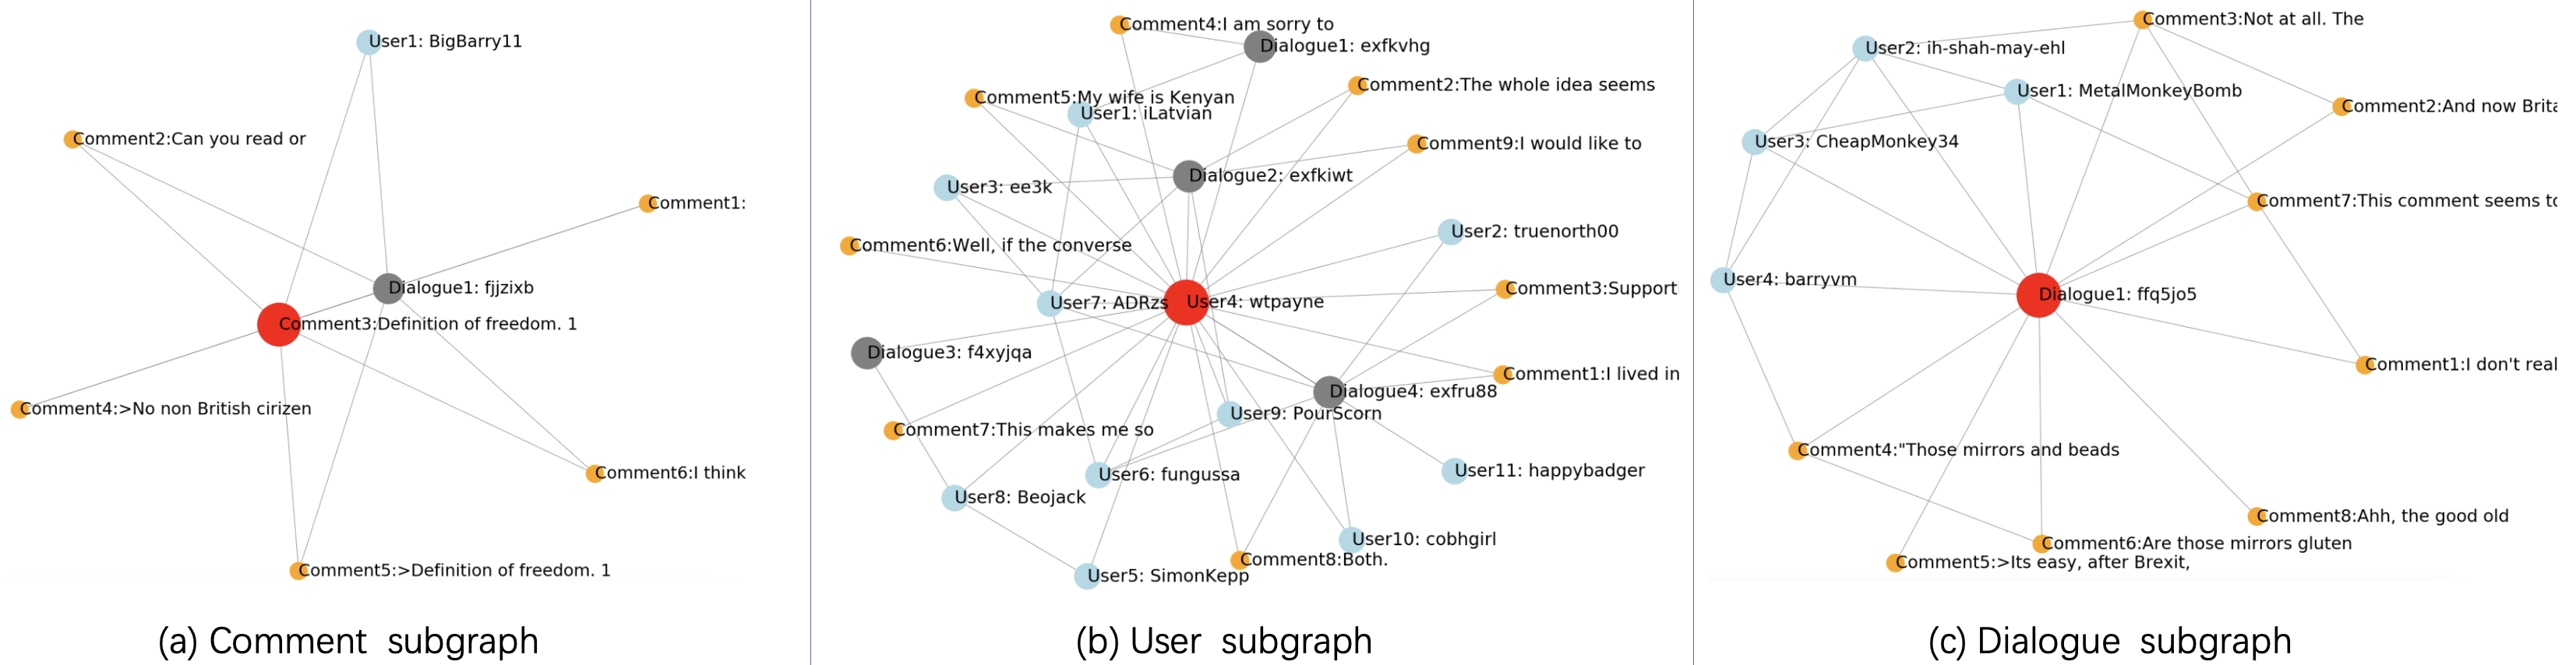 User1: BigBarry11
Comment2:Can you read or
Comment1:
Dialogue1: fjjzixb
Comment3:Definition of freedom. 1
Comment4:>No non British cirizen
Comment6:I think
Comment5:>Definition of freedom. 1
(a) Comment subgraph
Comment4:I am sorry to
Dialogue1: exfkvhg
Comment2:The whole idea seems
Comment5:My wife is Kenyan
User1: iLatvian
Comment9:I would like to
Dialogue2: exfkiwt
User3: ee3k
User2: truenorth00
Comment6:Well, if the converse
Comment3:Support
User7: ADRzs
User4: wtpayne
Dialogue3: f4xyjqa
Comment1:I lived in
Dialogue4: exfru88
User9: PourScorn
Comment7:This makes me so
User6: fungussa
User11: happybadger
User8: Beojack
User10: cobhgirl
Comment8:Both.
User5: SimonKepp
(b) User subgraph
Comment3:Not at all. The
User2: ih-shah-may-ehl
User1: MetalMonkeyBomb
Comment2:And now Brita
User3: CheapMonkey34
Comment7:This comment seems to
User4: barryvm
Dialogue1: ffq5jo5
Comment1:I don't real
Comment4:"Those mirrors and beads
Comment8:Ahh, the good old
Comment6:Are those mirrors gluten
Comment5:>Its easy, after Brexit,
(c) Dialogue subgraph